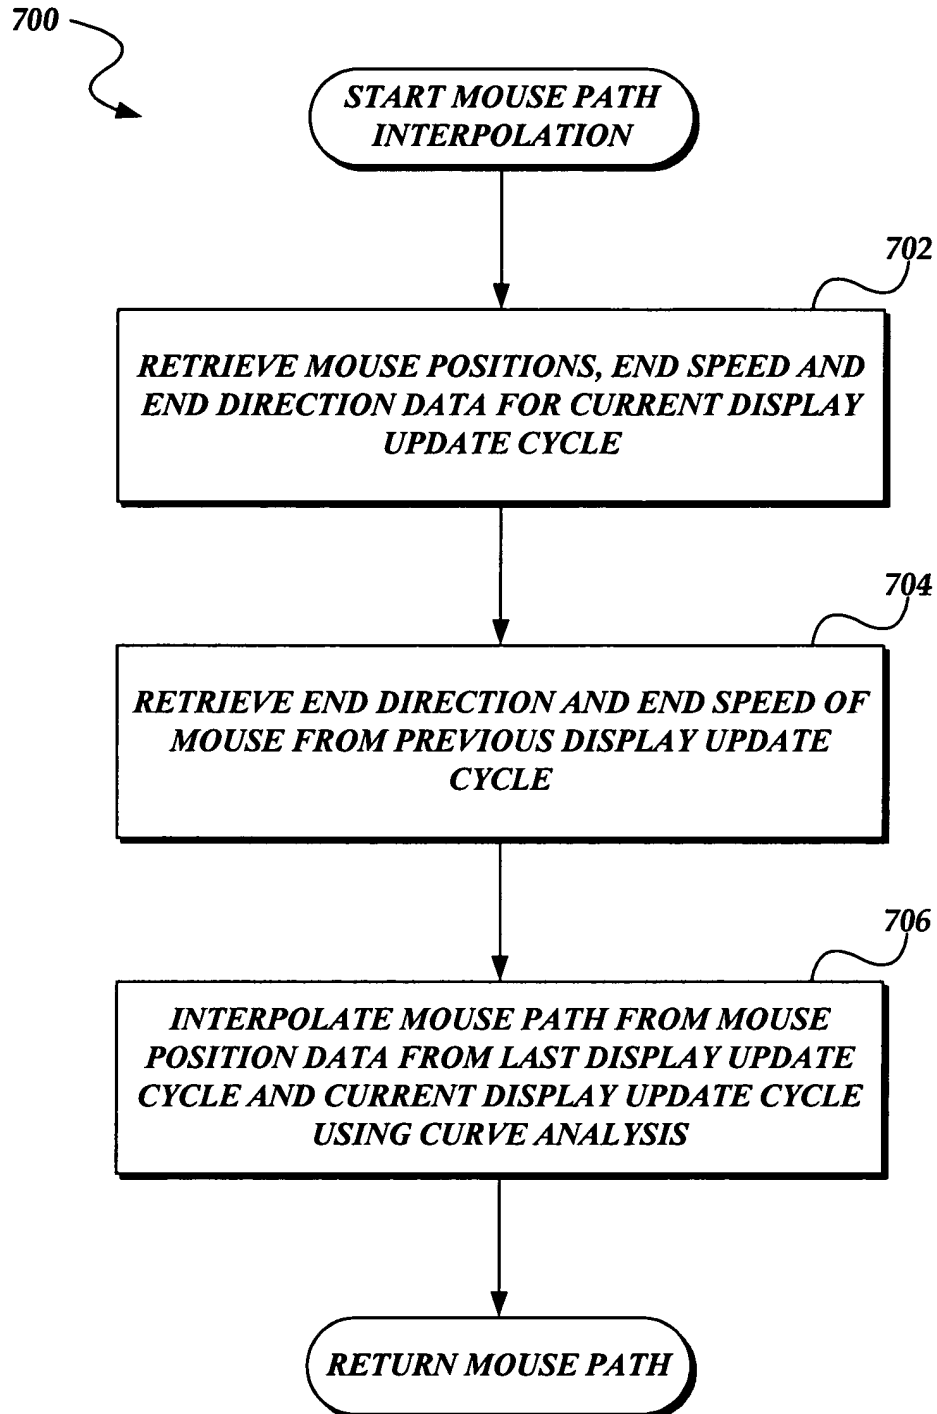 700
START MOUSE PATH
INTERPOLATION
702
RETRIEVE MOUSE POSITIONS, END SPEED AND
END DIRECTION DATA FOR CURRENT DISPLAY
UPDATE CYCLE
704
RETRIEVE END DIRECTION AND END SPEED OF
MOUSE FROM PREVIOUS DISPLAY UPDATE
CYCLE
706
INTERPOLATE MOUSE PATH FROM MOUSE
POSITION DATA FROM LAST DISPLAY UPDATE
CYCLE AND CURRENT DISPLAY UPDATE CYCLE
USING CURVE ANALYSIS
RETURN MOUSE PATH